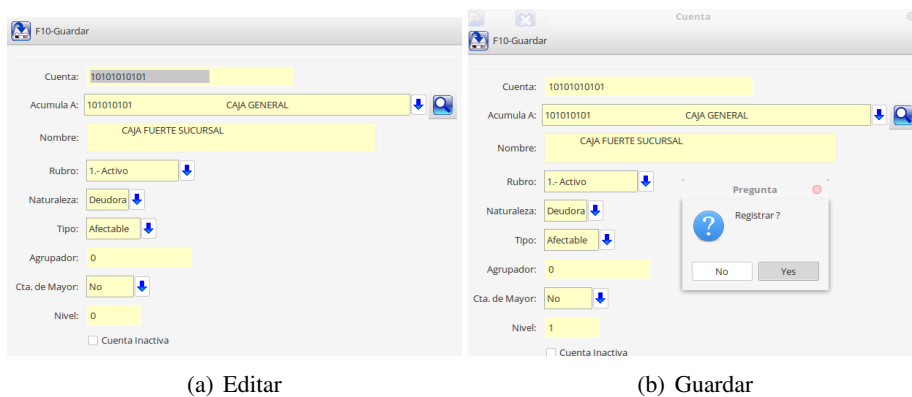 F10-Guardar
Cuenta: 10101010101
Acumula A: 101010101 CAJA GENERAL
Nombre: CAJA FUERTE SUCURSAL
Rubro: 1.- Activo
Naturaleza: Deudora
Tipo: Afectable
Agrupador: 0
Cta. de Mayor: No
Nivel: 0
Cuenta Inactiva
(a) Editar
Cuenta
F10-Guardar
Cuenta: 10101010101
Acumula A: 101010101 CAJA GENERAL
Nombre: CAJA FUERTE SUCURSAL
Rubro: 1.- Activo
Naturaleza: Deudora
Tipo: Afectable
Agrupador: 0
Cta. de Mayor: No
Nivel: 1
Cuenta Inactiva
Pregunta
Registrar ?
No Yes
(b) Guardar